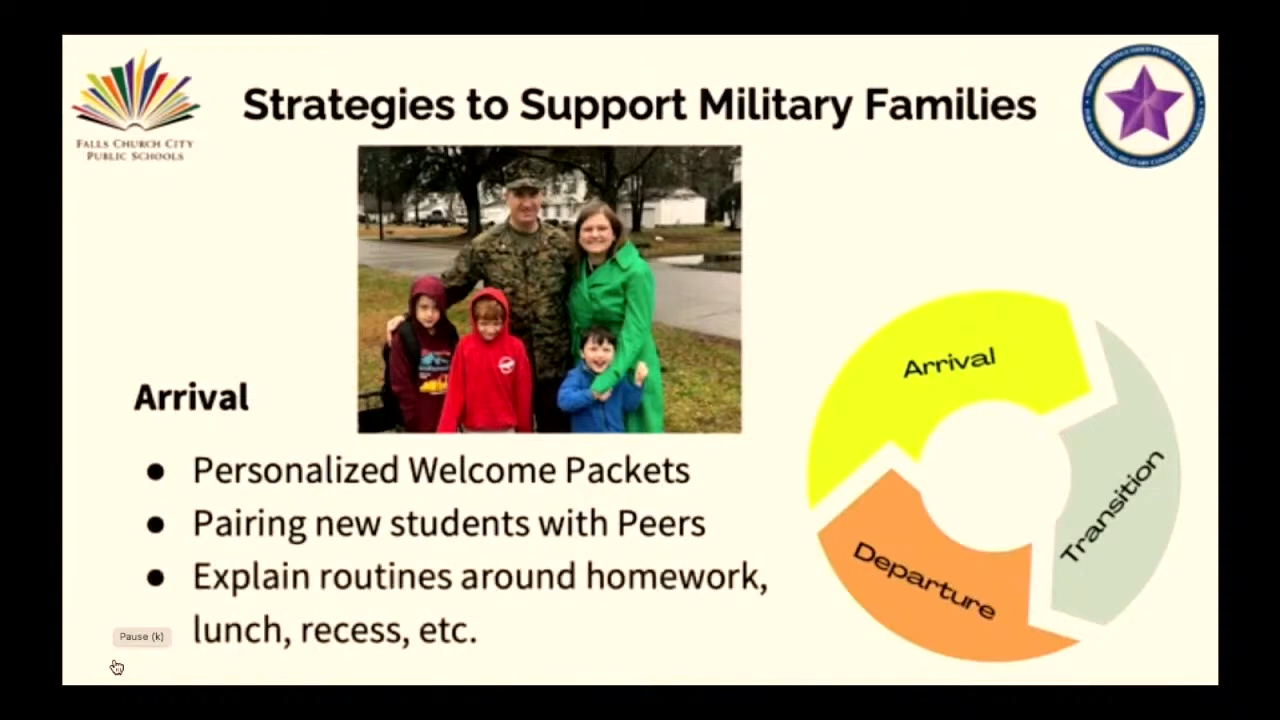 Strategies to Support Military Families
FALLS CHURCH CITY
PUBLIC SCHOOLS
Arrival
● Personalized Welcome Packets
● Pairing new students with Peers
● Explain routines around homework,
lunch, recess, etc.
Arrival
Transition
Departure
Pause (k)